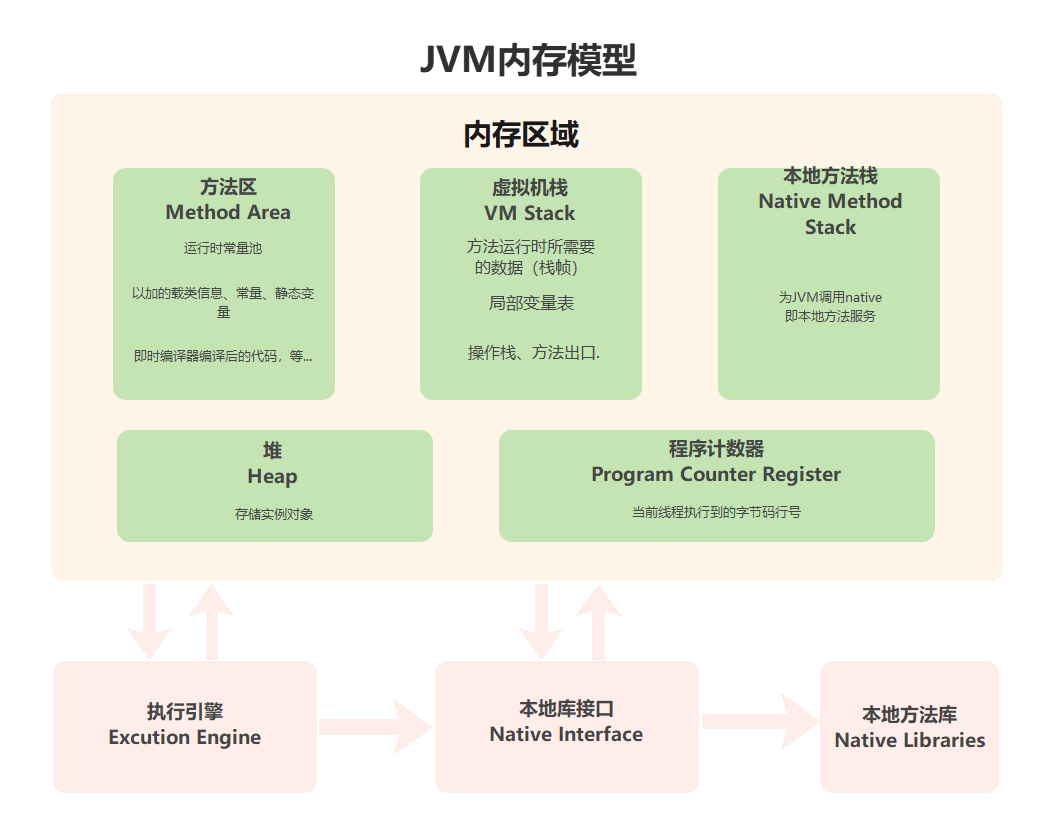 JVM内存模型
内存区域
方法区
Method Area
运行时常量池
以加的载类信息、常量、静态变
量
即时编译器编译后的代码，等...
虚拟机栈
VM Stack
方法运行时所需要
的数据（栈帧）
局部变量表
操作栈、方法出口.
本地方法栈
Native Method
Stack
为JVM调用native
即本地方法服务
堆
Heap
存储实例对象
程序计数器
Program Counter Register
当前线程执行到的字节码行号
执行引擎
Excution Engine
本地库接口
Native Interface
本地方法库
Native Libraries